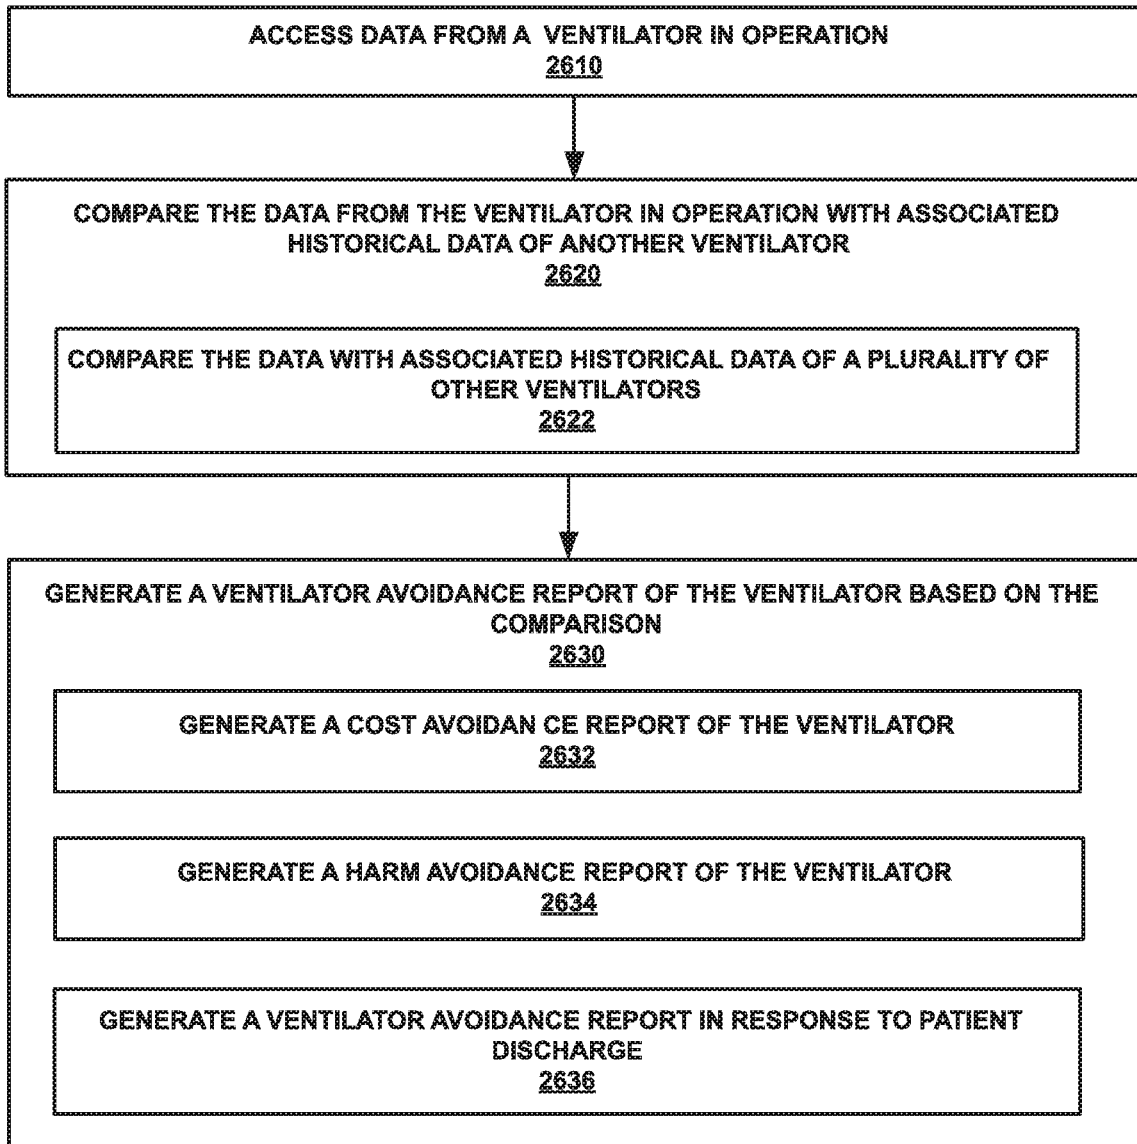 ACCESS DATA FROM A VENTILATOR IN OPERATION
2610
COMPARE THE DATA FROM THE VENTILATOR IN OPERATION WITH ASSOCIATED
HISTORICAL DATA OF ANOTHER VENTILATOR
2620
COMPARE THE DATA WITH ASSOCIATED HISTORICAL DATA OF A PLURALITY OF
OTHER VENTILATORS
2622
GENERATE A VENTILATOR AVOIDANCE REPORT OF THE VENTILATOR BASED ON THE
COMPARISON
2630
GENERATE A COST AVOIDAN CE REPORT OF THE VENTILATOR
2632
GENERATE A HARM AVOIDANCE REPORT OF THE VENTILATOR
2634
GENERATE A VENTILATOR AVOIDANCE REPORT IN RESPONSE TO PATIENT
DISCHARGE
2636